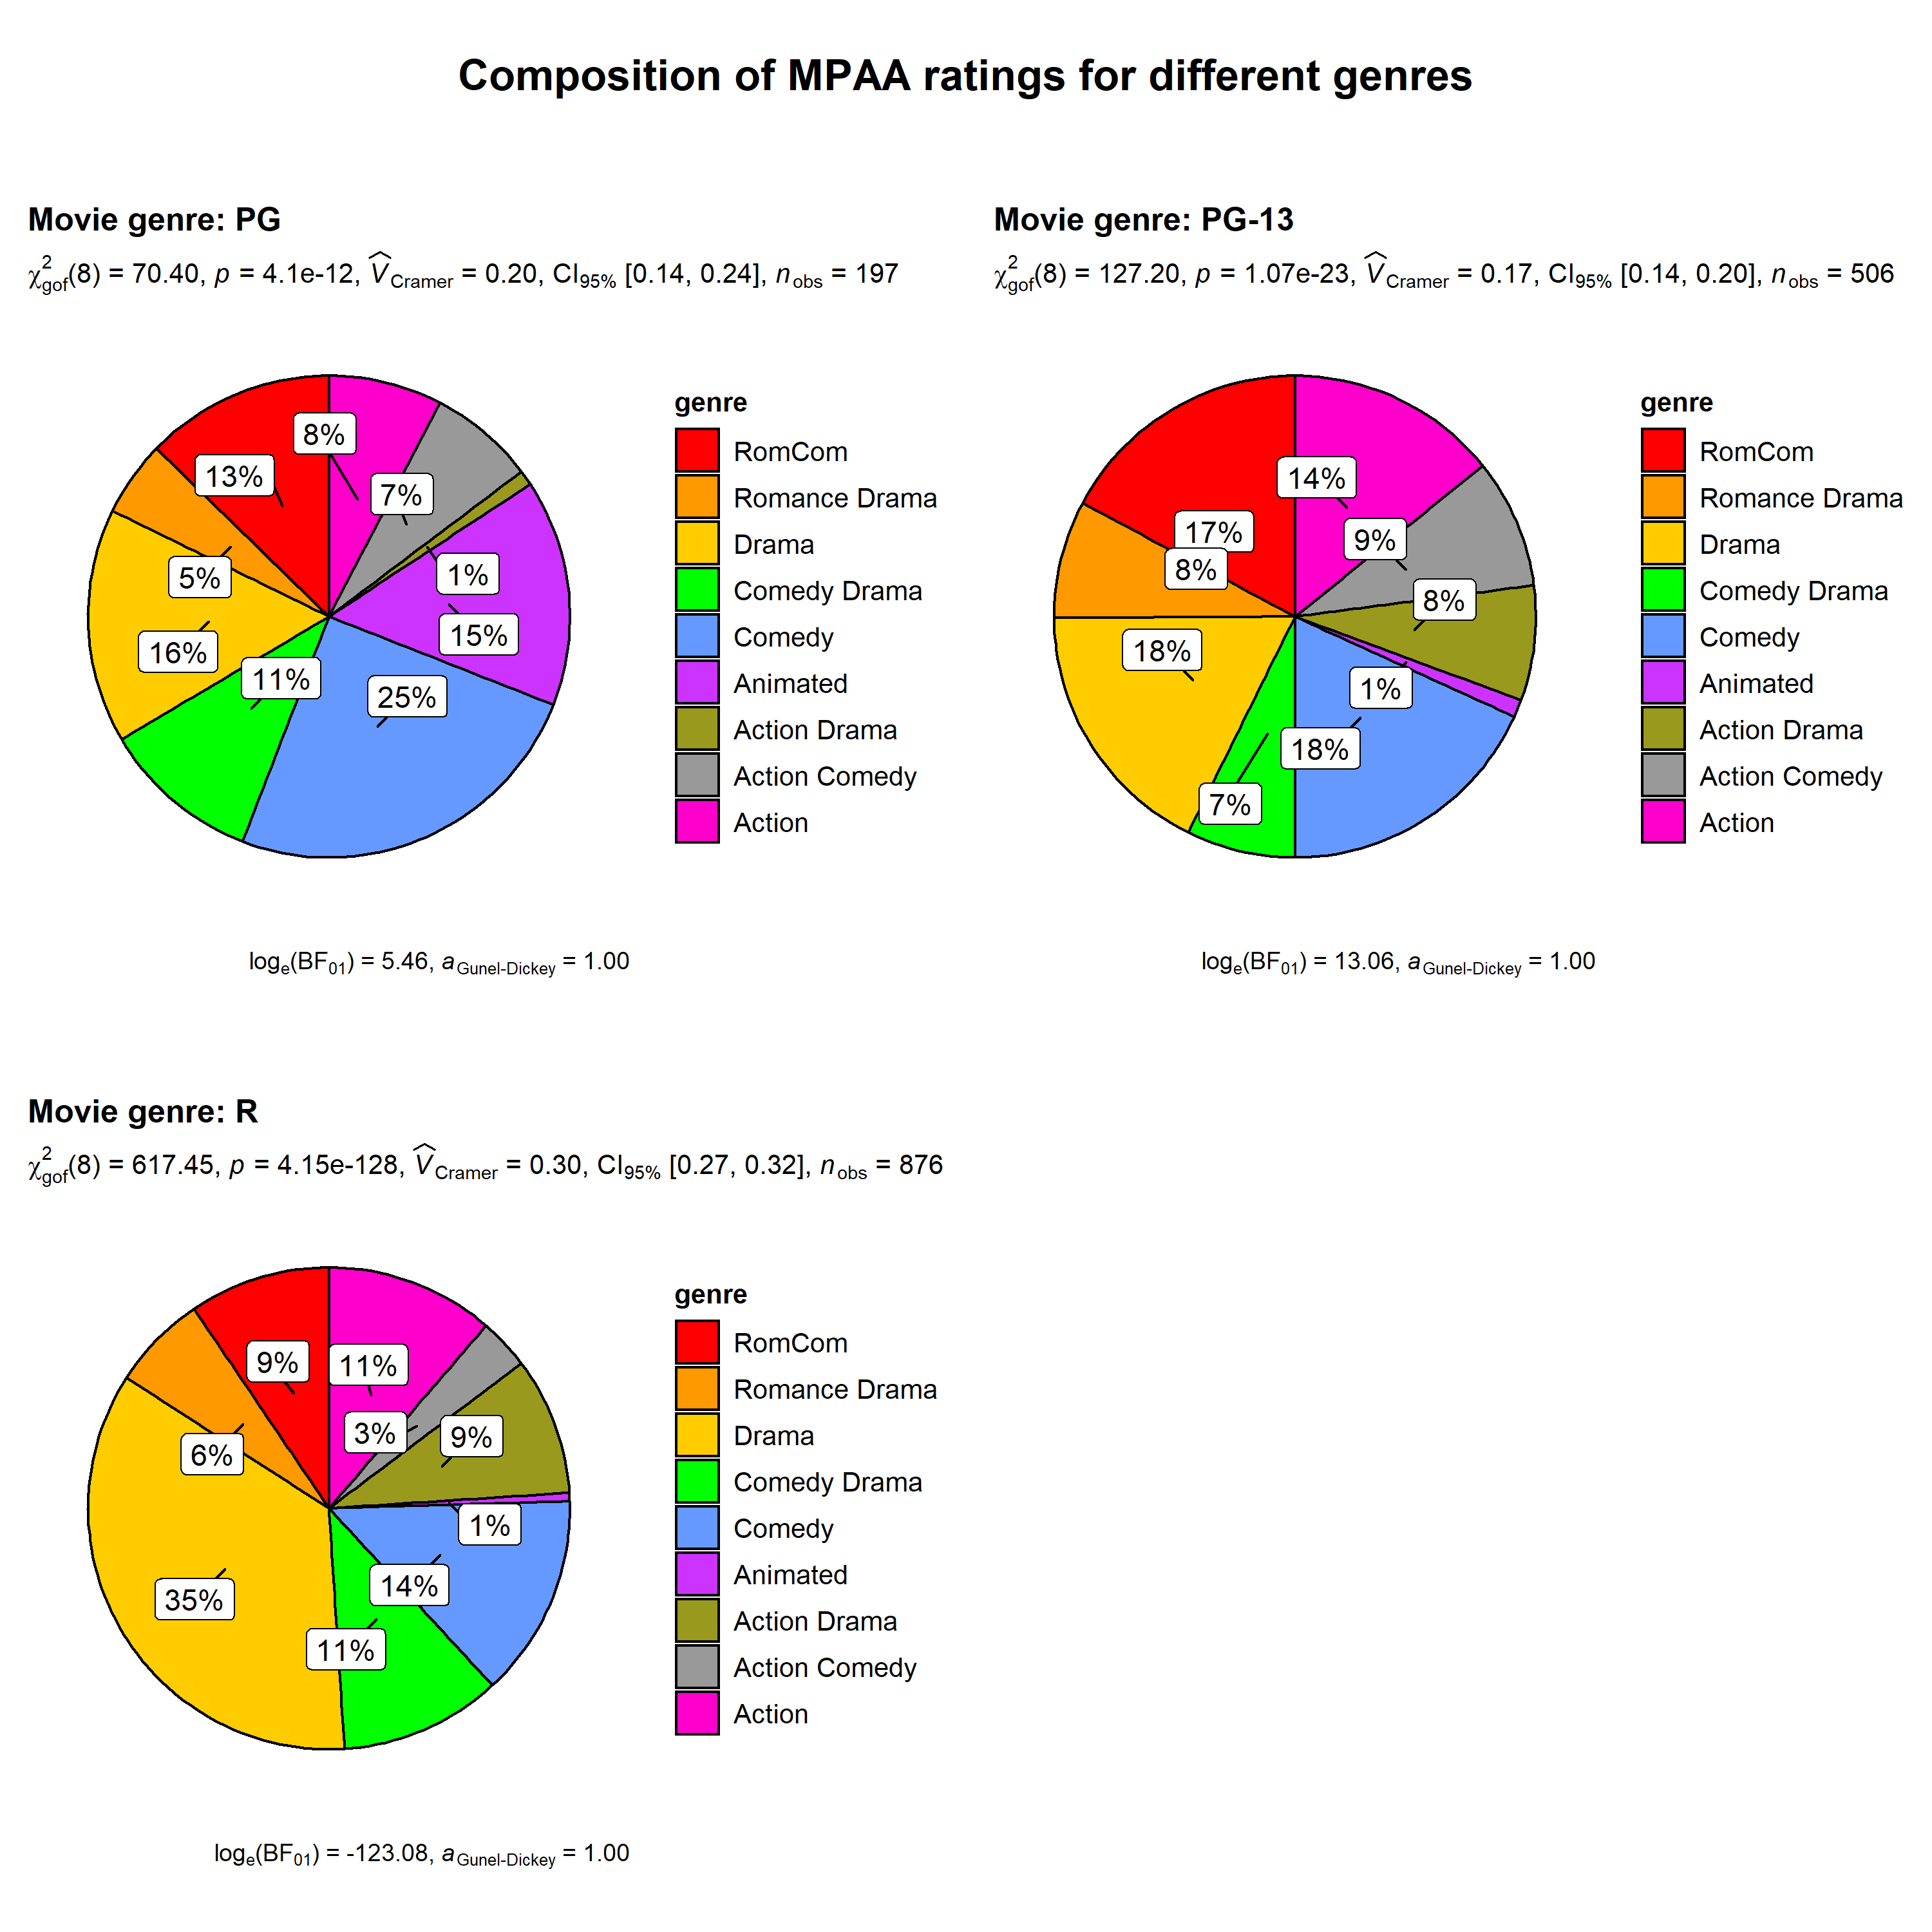 Composition of MPAA ratings for different genres
Movie genre: PG
χ²gof(8) = 70.40, p = 4.1e-12, V̂Cramer = 0.20, CI95% [0.14, 0.24], nobs = 197
8%
13%
7%
1%
5%
15%
16%
11%
25%
genre
RomCom
Romance Drama
Drama
Comedy Drama
Comedy
Animated
Action Drama
Action Comedy
Action
loge(BF01) = 5.46, aGunel-Dickey = 1.00
Movie genre: PG-13
χ²gof(8) = 127.20, p = 1.07e-23, V̂Cramer = 0.17, CI95% [0.14, 0.20], nobs = 506
14%
17%
9%
8%
8%
18%
1%
18%
7%
genre
RomCom
Romance Drama
Drama
Comedy Drama
Comedy
Animated
Action Drama
Action Comedy
Action
loge(BF01) = 13.06, aGunel-Dickey = 1.00
Movie genre: R
χ²gof(8) = 617.45, p = 4.15e-128, V̂Cramer = 0.30, CI95% [0.27, 0.32], nobs = 876
9%
11%
3%
9%
6%
1%
14%
35%
11%
genre
RomCom
Romance Drama
Drama
Comedy Drama
Comedy
Animated
Action Drama
Action Comedy
Action
loge(BF01) = -123.08, aGunel-Dickey = 1.00